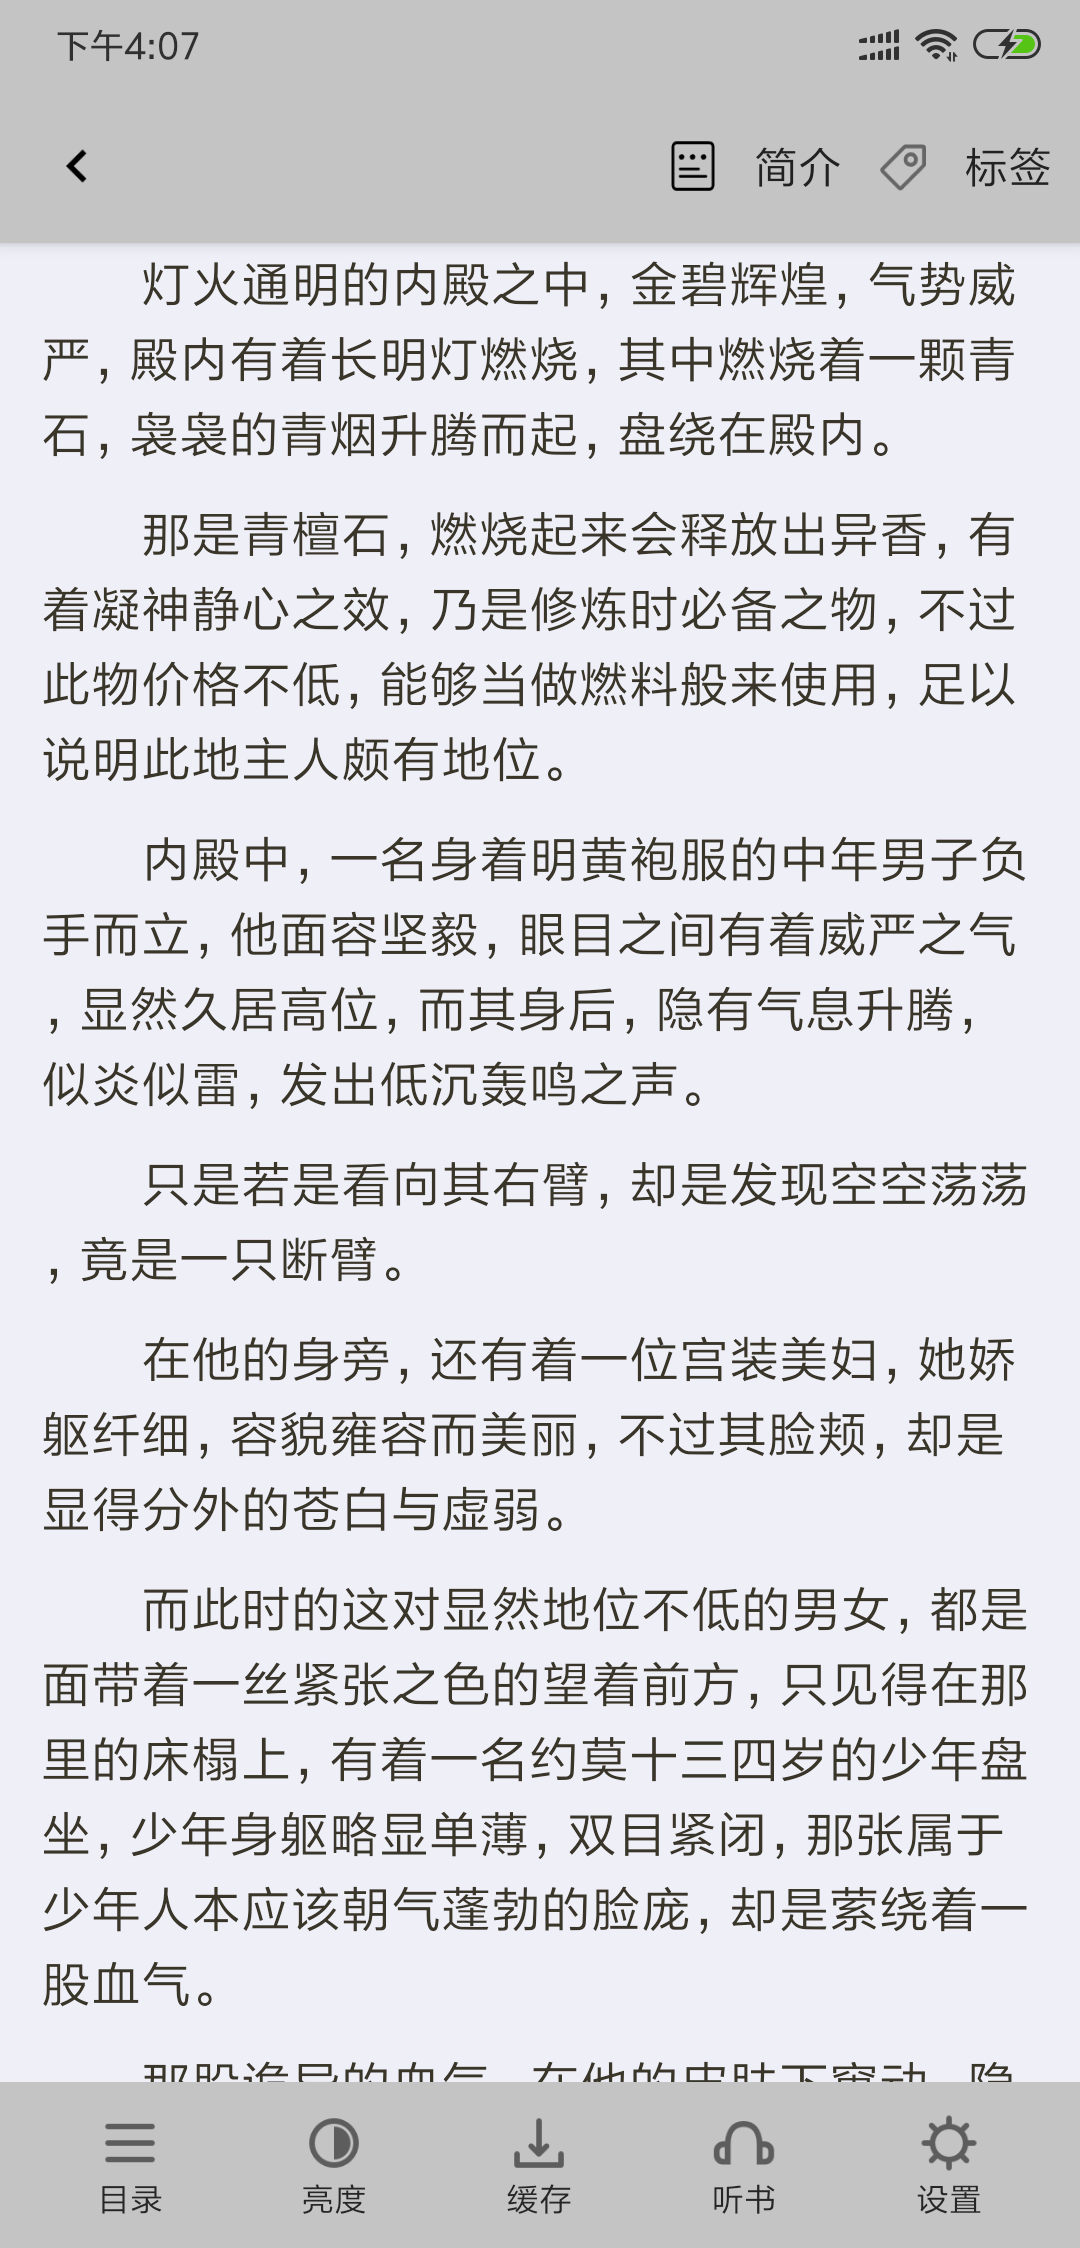 下午4:07
简介 标签
灯火通明的内殿之中，金碧辉煌，气势威
严，殿内有着长明灯燃烧，其中燃烧着一颗青
石，袅袅的青烟升腾而起，盘绕在殿内。
那是青檀石，燃烧起来会释放出异香，有
着凝神静心之效，乃是修炼时必备之物，不过
此物价格不低，能够当做燃料般来使用，足以
说明此地主人颇有地位。
内殿中，一名身着明黄袍服的中年男子负
手而立，他面容坚毅，眼目之间有着威严之气
，显然久居高位，而其身后，隐有气息升腾，
似炎似雷，发出低沉轰鸣之声。
只是若是看向其右臂，却是发现空空荡荡
，竟是一只断臂。
在他的身旁，还有着一位宫装美妇，她娇
躯纤细，容貌雍容而美丽，不过其脸颊，却是
显得分外的苍白与虚弱。
而此时的这对显然地位不低的男女，都是
面带着一丝紧张之色的望着前方，只见得在那
里的床榻上，有着一名约莫十三四岁的少年盘
坐，少年身躯略显单薄，双目紧闭，那张属于
少年人本应该朝气蓬勃的脸庞，却是萦绕着一
股血气。
那股诡异的血气，在他的皮肤下窜动，隐
目录 亮度 缓存 听书 设置